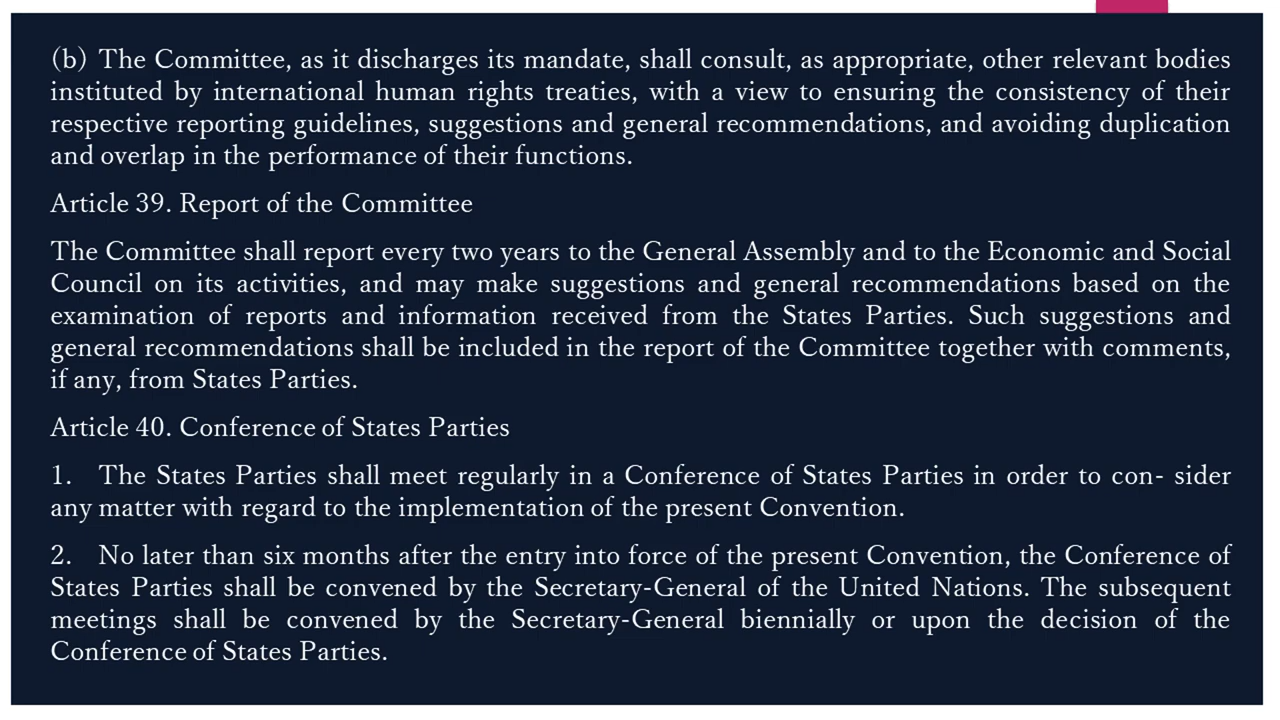 (b) The Committee, as it discharges its mandate, shall consult, as appropriate, other relevant bodies
instituted by international human rights treaties, with a view to ensuring the consistency of their
respective reporting guidelines, suggestions and general recommendations, and avoiding duplication
and overlap in the performance of their functions.
Article 39. Report of the Committee
The Committee shall report every two years to the General Assembly and to the Economic and Social
Council on its activities, and may make suggestions and general recommendations based on the
examination of reports and information received from the States Parties. Such suggestions and
general recommendations shall be included in the report of the Committee together with comments,
if any, from States Parties.
Article 40. Conference of States Parties
1. The States Parties shall meet regularly in a Conference of States Parties in order to con- sider
any matter with regard to the implementation of the present Convention.
2. No later than six months after the entry into force of the present Convention, the Conference of
States Parties shall be convened by the Secretary-General of the United Nations. The subsequent
meetings shall be convened by the Secretary-General biennially or upon the decision of the
Conference of States Parties.